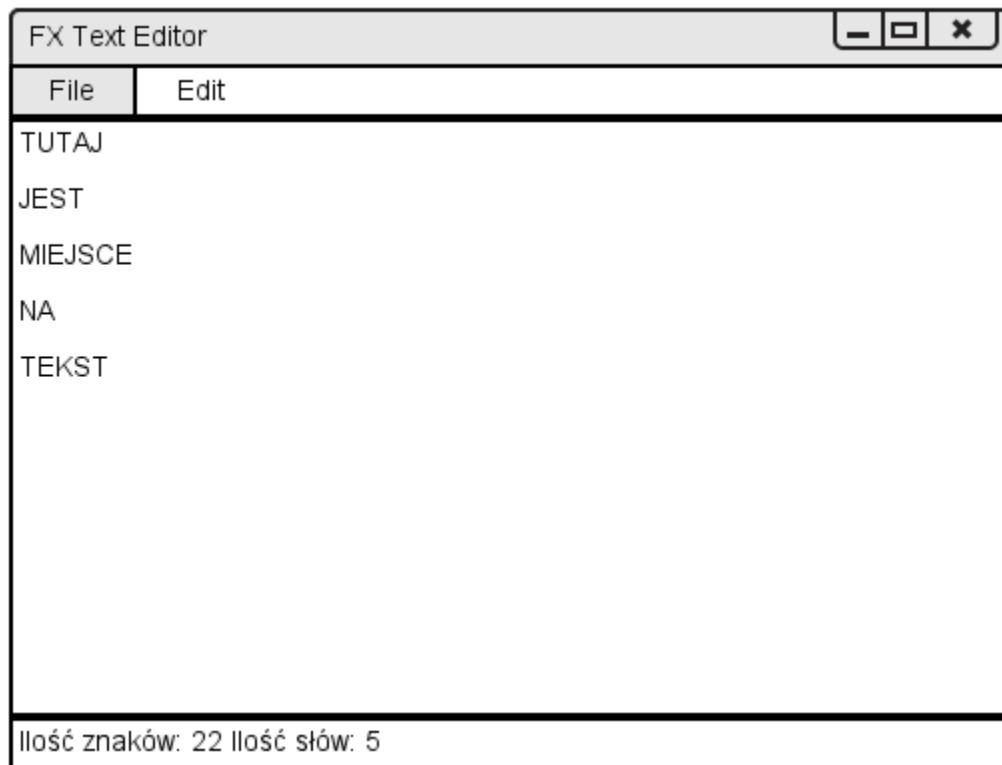 FX Text Editor
File Edit
TUTAJ
JEST
MIEJSCE
NA
TEKST
Ilość znaków: 22 Ilość słów: 5